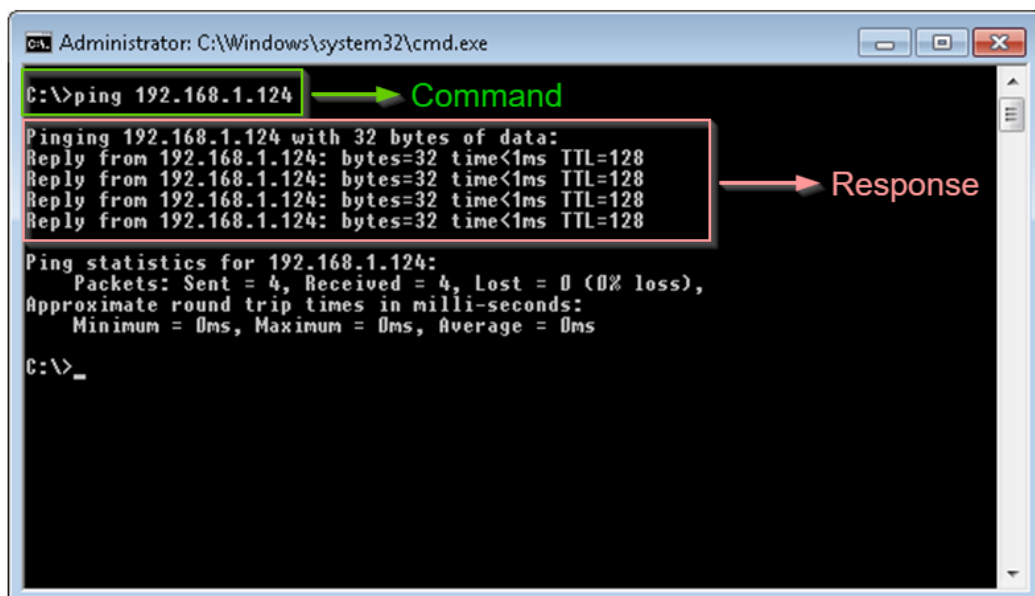 Administrator: C:\Windows\system32\cmd.exe
C:\>ping 192.168.1.124
Command
Pinging 192.168.1.124 with 32 bytes of data:
Reply from 192.168.1.124: bytes=32 time<1ms TTL=128
Reply from 192.168.1.124: bytes=32 time<1ms TTL=128
Reply from 192.168.1.124: bytes=32 time<1ms TTL=128
Reply from 192.168.1.124: bytes=32 time<1ms TTL=128
Response
Ping statistics for 192.168.1.124:
Packets: Sent = 4, Received = 4, Lost = 0 (0% loss),
Approximate round trip times in milli-seconds:
Minimum = 0ms, Maximum = 0ms, Average = 0ms
C:\>_